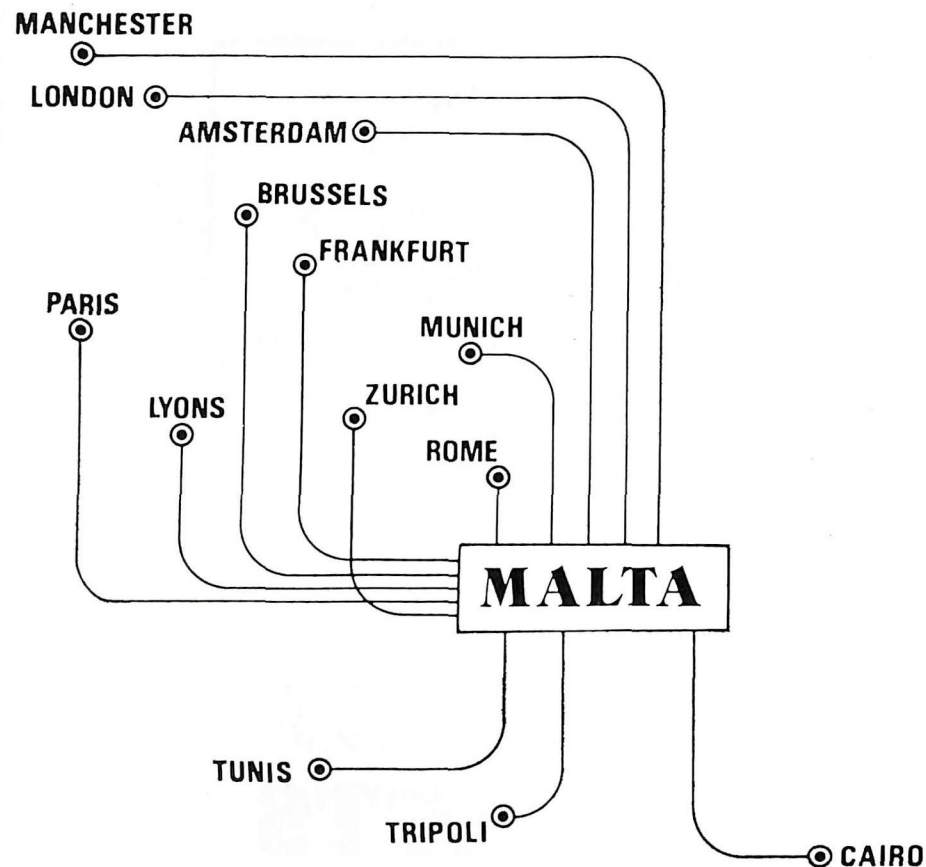 MANCHESTER
LONDON
AMSTERDAM
BRUSSELS
FRANKFURT
PARIS
MUNICH
ZURICH
LYONS
ROME
MALTA
TUNIS
TRIPOLI
CAIRO